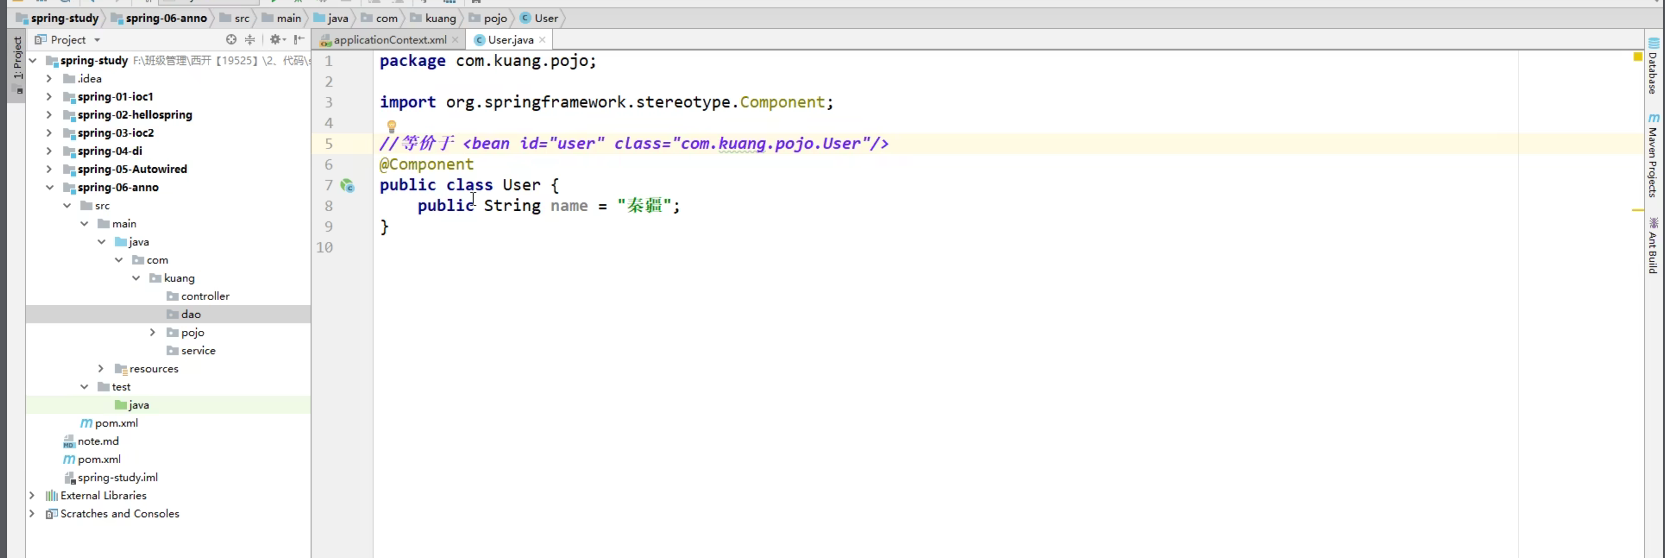 spring-study spring-06-anno src main java com kuang pojo User
Project
applicationContext.xml
User.java
1: Project
spring-study F:\班级管理\西开【19525】\2、代码\s
.idea
spring-01-ioc1
spring-02-hellospring
spring-03-ioc2
spring-04-di
spring-05-Autowired
spring-06-anno
src
main
java
com
kuang
controller
dao
pojo
service
resources
test
java
pom.xml
note.md
pom.xml
spring-study.iml
External Libraries
Scratches and Consoles
1 package com.kuang.pojo;
2
3 import org.springframework.stereotype.Component;
4
5 //等价于 <bean id="user" class="com.kuang.pojo.User"/>
6 @Component
7 public class User {
8 public String name = "秦疆";
9 }
10
Database
Maven Projects
Ant Build